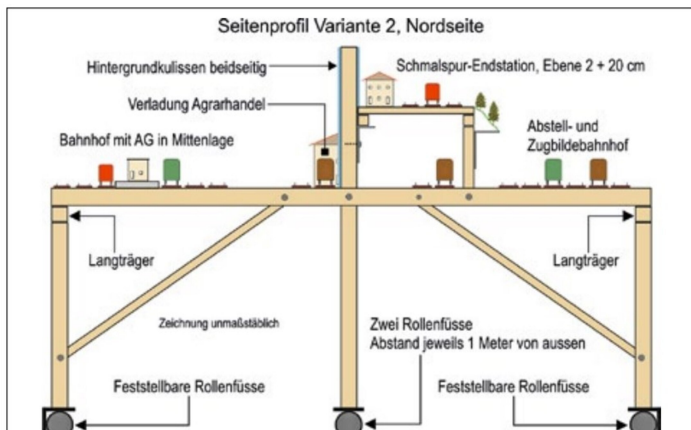 Seitenprofil Variante 2, Nordseite
Hintergrundkulissen beidseitig
Schmalspur-Endstation, Ebene 2 + 20 cm
Verladung Agrarhandel
Bahnhof mit AG in Mittenlage
Abstell- und
Zugbildebahnhof
Langträger
Langträger
Zeichnung unmaßstäblich
Zwei Rollenfüsse
Abstand jeweils 1 Meter von aussen
Feststellbare Rollenfüsse
Feststellbare Rollenfüsse